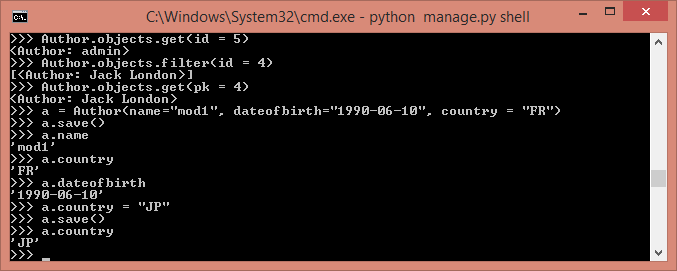 C:\Windows\System32\cmd.exe - python  manage.py shell
>>> Author.objects.get(id = 5)
<Author: admin>
>>> Author.objects.filter(id = 4)
[<Author: Jack London>]
>>> Author.objects.get(pk = 4)
<Author: Jack London>
>>> a = Author(name="mod1", dateofbirth="1990-06-10", country = "FR")
>>> a.save()
>>> a.name
'mod1'
>>> a.country
'FR'
>>> a.dateofbirth
'1990-06-10'
>>> a.country = "JP"
>>> a.save()
>>> a.country
'JP'
>>> _